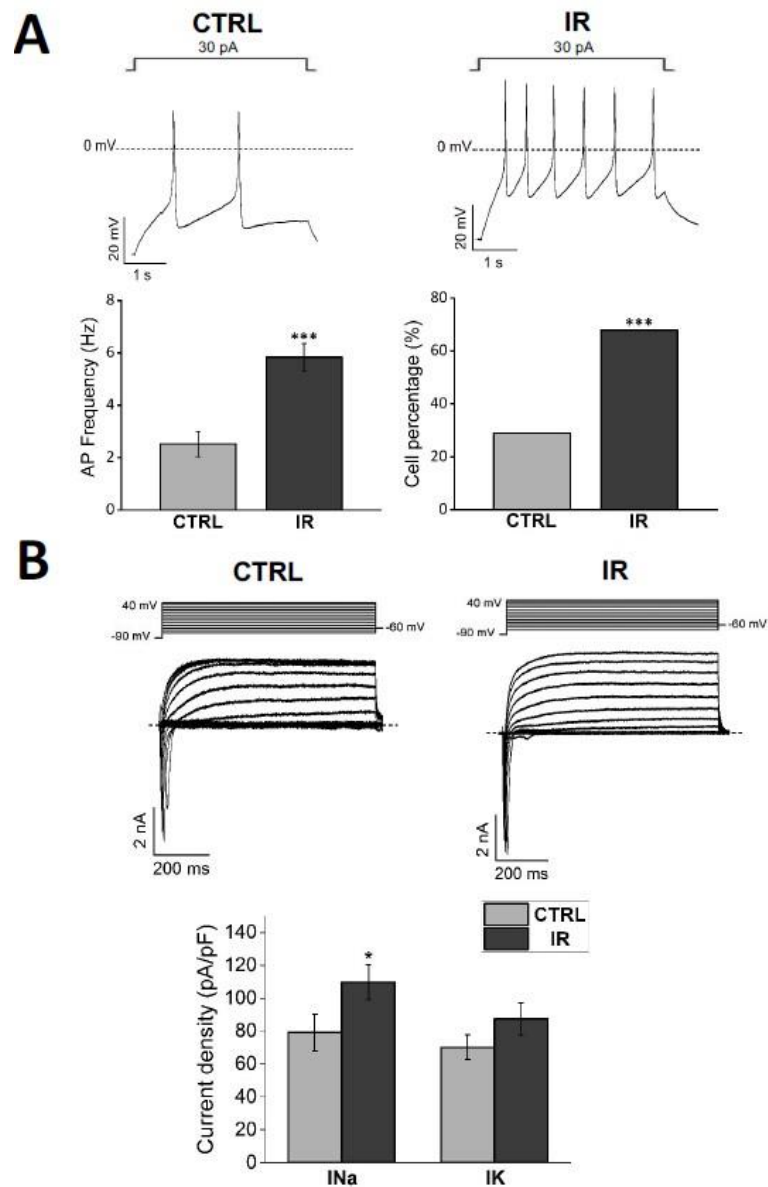 A
CTRL
30 pA
0 mV
20 mV
1 s
IR
30 pA
0 mV
20 mV
1 s
AP Frequency (Hz)
8
6
4
2
0
***
CTRL
IR
Cell percentage (%)
80
60
40
20
0
***
CTRL
IR
B
CTRL
40 mV
-90 mV
-60 mV
2 nA
200 ms
IR
40 mV
-90 mV
-60 mV
2 nA
200 ms
CTRL
IR
Current density (pA/pF)
140
120
100
80
60
40
20
0
*
INa
IK